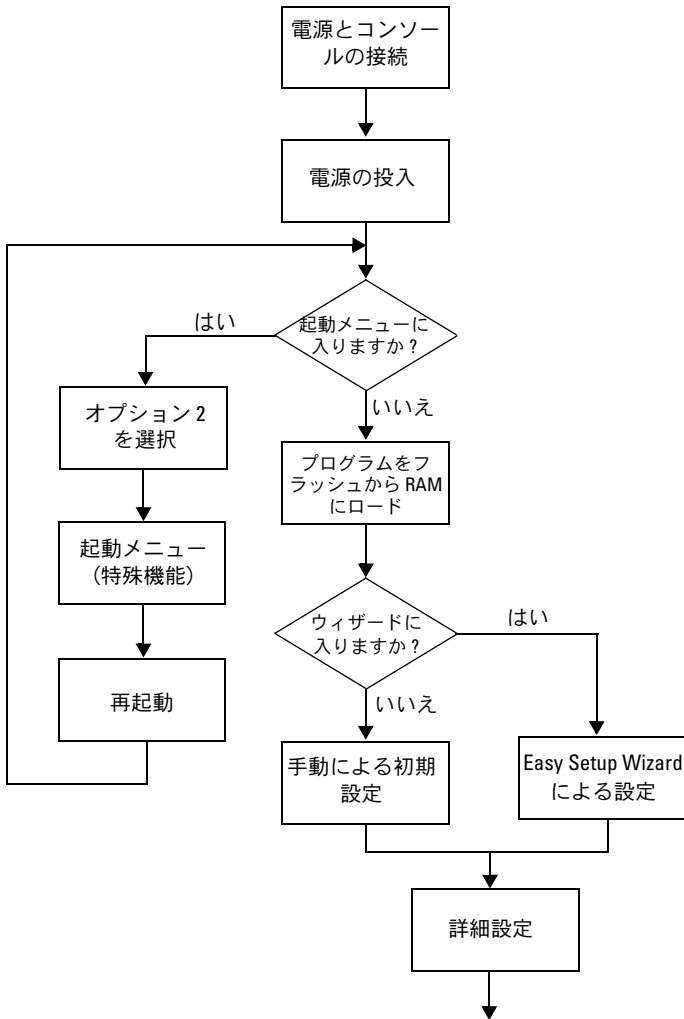 電源とコンソー
ルの接続
電源の投入
起動メニューに
入りますか？
はい
いいえ
オプション 2
を選択
プログラムをフ
ラッシュから RAM
にロード
起動メニュー
（特殊機能）
ウィザードに
入りますか？
はい
いいえ
再起動
手動による初期
設定
Easy Setup Wizard
による設定
詳細設定